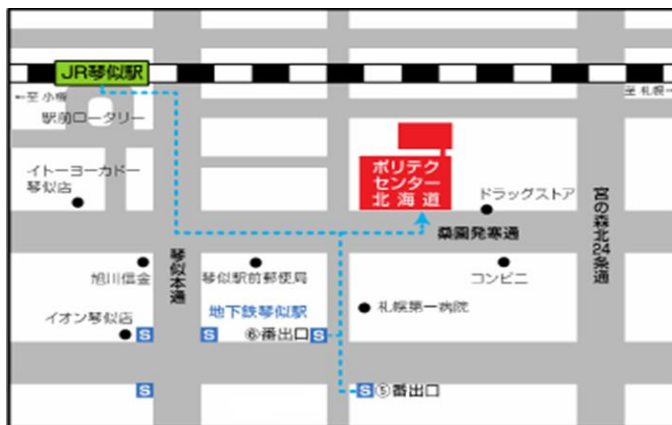 JR琴似駅
←至 小樽
至 札幌→
駅前ロータリー
イトーヨーカドー
琴似店
ポリテク
センター
北海道
ドラッグストア
桑園発寒通
宮の森北24条通
琴似本通
旭川信金
琴似駅前郵便局
コンビニ
地下鉄琴似駅
札幌第一病院
イオン琴似店
S
S
⑥番出口
S
S
S
⑤番出口